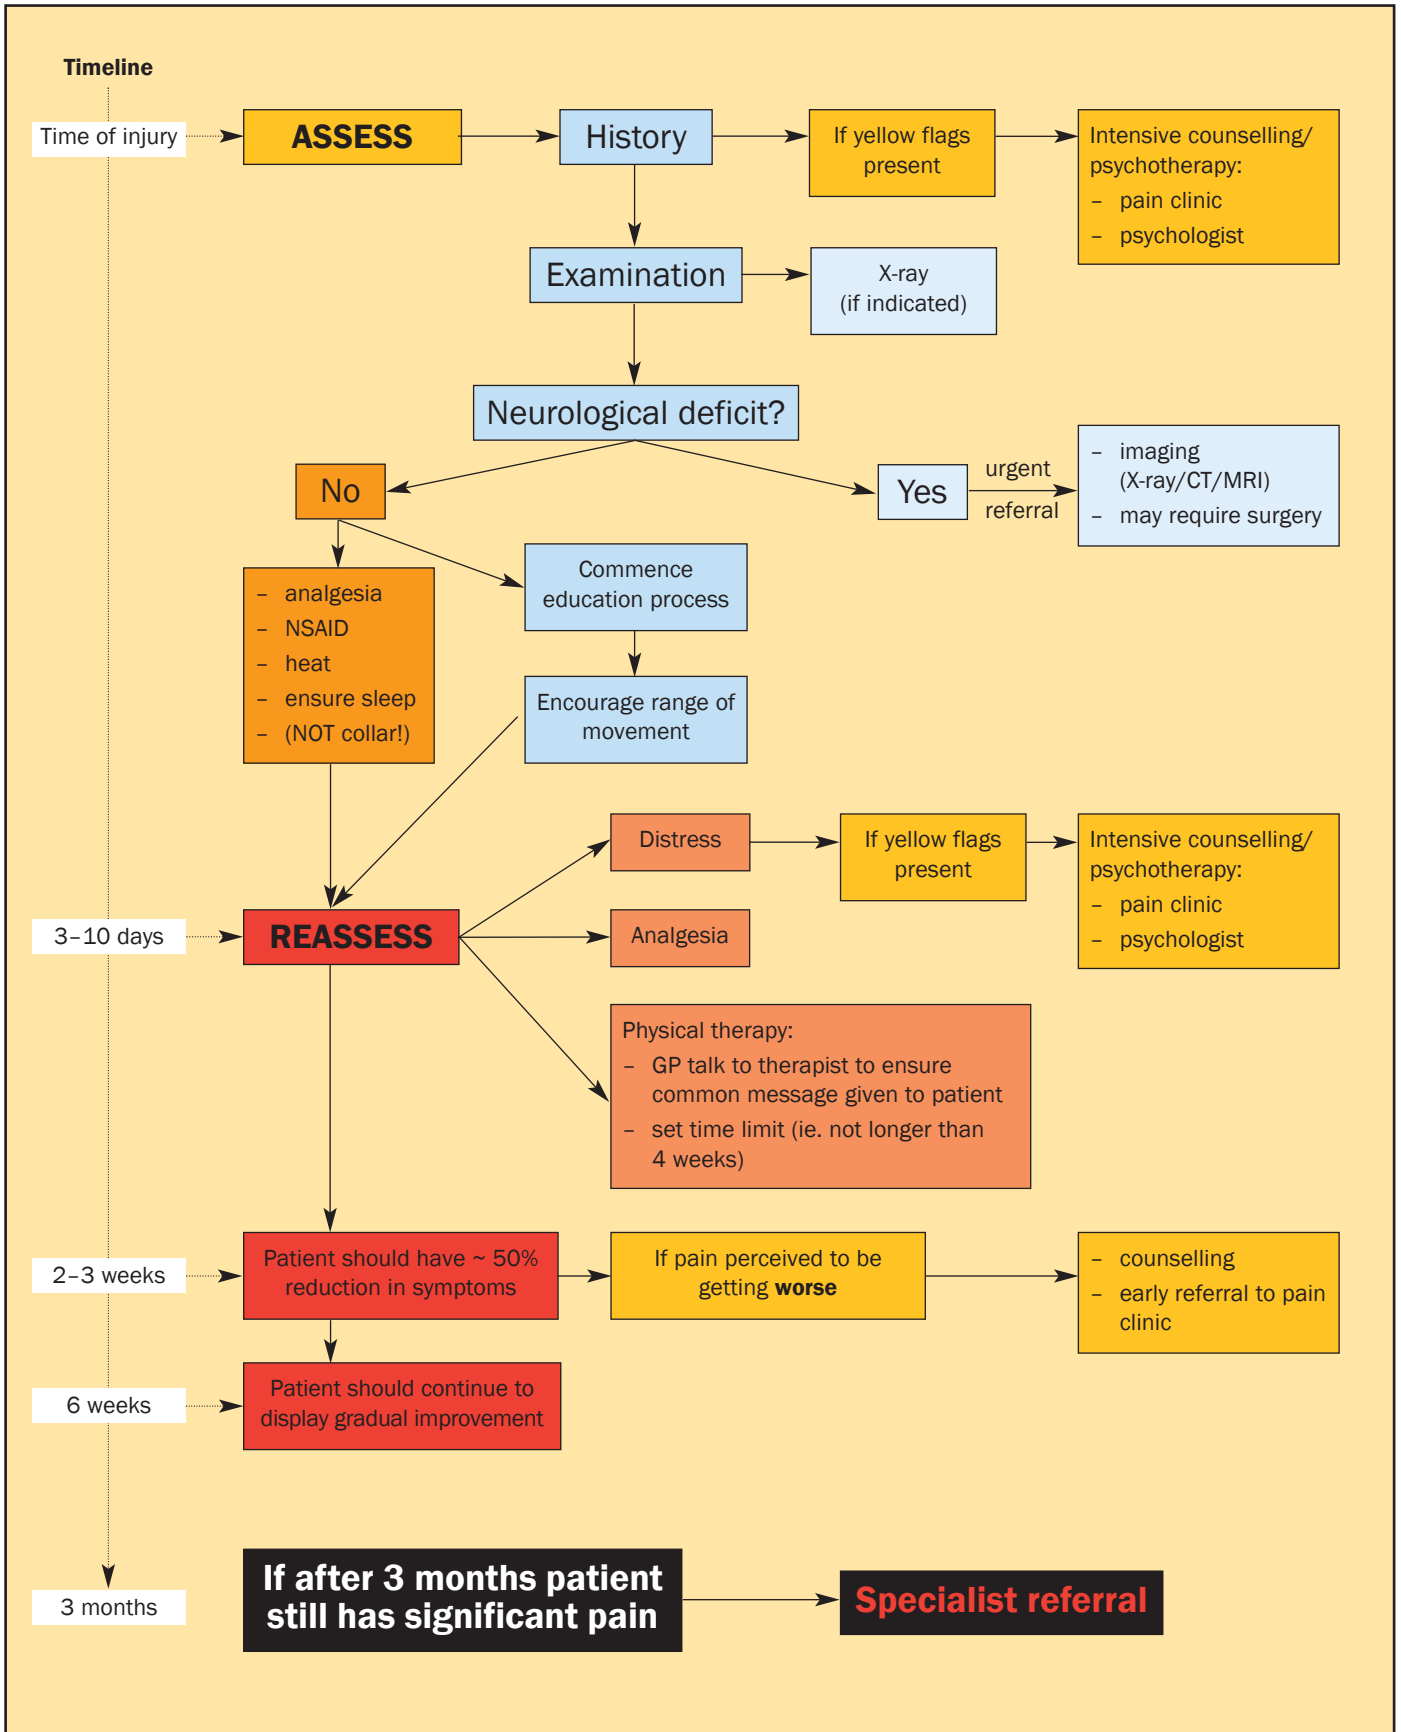 Timeline
Time of injury
ASSESS
History
If yellow flags
present
Intensive counselling/
psychotherapy:
– pain clinic
– psychologist
Examination
X-ray
(if indicated)
Neurological deficit?
No
Yes
urgent
referral
– imaging
(X-ray/CT/MRI)
– may require surgery
– analgesia
– NSAID
– heat
– ensure sleep
– (NOT collar!)
Commence
education process
Encourage range of
movement
3–10 days
REASSESS
Distress
If yellow flags
present
Intensive counselling/
psychotherapy:
– pain clinic
– psychologist
Analgesia
Physical therapy:
– GP talk to therapist to ensure
common message given to patient
– set time limit (ie. not longer than
4 weeks)
2–3 weeks
Patient should have ~ 50%
reduction in symptoms
If pain perceived to be
getting worse
– counselling
– early referral to pain
clinic
6 weeks
Patient should continue to
display gradual improvement
3 months
If after 3 months patient
still has significant pain
Specialist referral